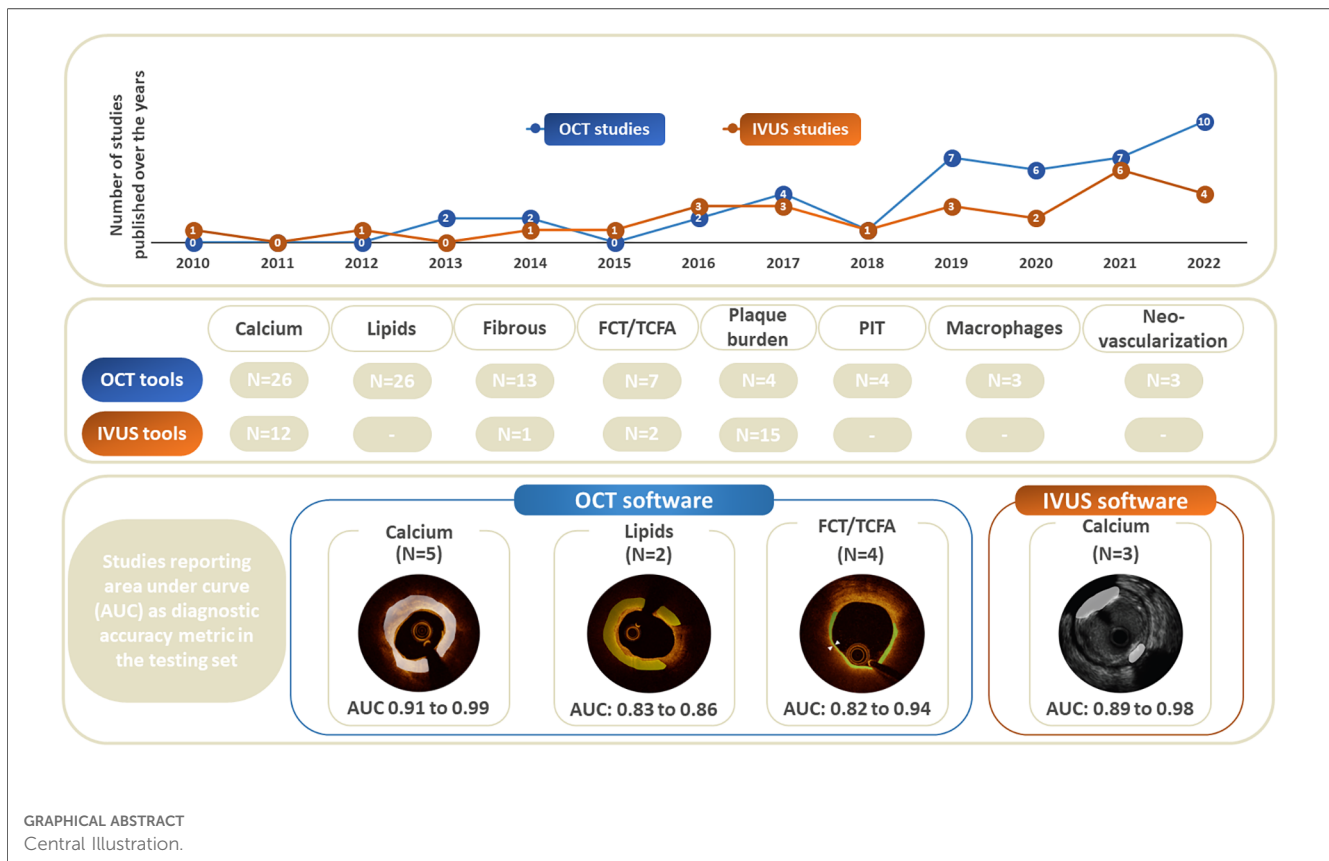 Number of studies
published over the years
OCT studies
IVUS studies
10
7 6 7
6
4
2 2 3 2 3 3 2 4
1 0 1 0 1 1 1
0 0 0
2010 2011 2012 2013 2014 2015 2016 2017 2018 2019 2020 2021 2022
Calcium Lipids Fibrous FCT/TCFA Plaque burden PIT Macrophages Neo-vascularization
OCT tools N=26 N=26 N=13 N=7 N=4 N=4 N=3 N=3
IVUS tools N=12 - N=1 N=2 N=15 - - -
Studies reporting
area under curve
(AUC) as diagnostic
accuracy metric in
the testing set
OCT software
Calcium
(N=5)
AUC 0.91 to 0.99
Lipids
(N=2)
AUC: 0.83 to 0.86
FCT/TCFA
(N=4)
AUC: 0.82 to 0.94
IVUS software
Calcium
(N=3)
AUC: 0.89 to 0.98
GRAPHICAL ABSTRACT
Central Illustration.